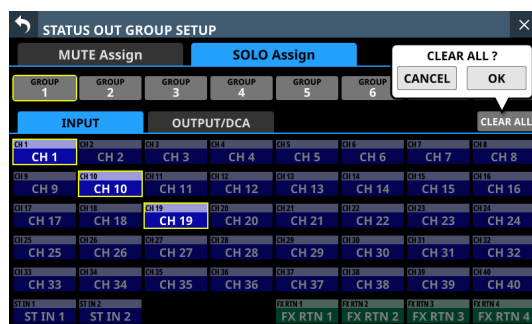 STATUS OUT GROUP SETUP
MUTE Assign SOLO Assign
CLEAR ALL ?
CANCEL OK
GROUP GROUP GROUP GROUP GROUP GROUP
1 2 3 4 5 6
INPUT OUTPUT/DCA CLEAR ALL
CH 1 CH 2 CH 3 CH 4 CH 5 CH 6 CH 7 CH 8
CH 1 CH 2 CH 3 CH 4 CH 5 CH 6 CH 7 CH 8
CH 9 CH 10 CH 11 CH 12 CH 13 CH 14 CH 15 CH 16
CH 9 CH 10 CH 11 CH 12 CH 13 CH 14 CH 15 CH 16
CH 17 CH 18 CH 19 CH 20 CH 21 CH 22 CH 23 CH 24
CH 17 CH 18 CH 19 CH 20 CH 21 CH 22 CH 23 CH 24
CH 25 CH 26 CH 27 CH 28 CH 29 CH 30 CH 31 CH 32
CH 25 CH 26 CH 27 CH 28 CH 29 CH 30 CH 31 CH 32
CH 33 CH 34 CH 35 CH 36 CH 37 CH 38 CH 39 CH 40
CH 33 CH 34 CH 35 CH 36 CH 37 CH 38 CH 39 CH 40
ST IN 1 ST IN 2 FX RTN 1 FX RTN 2 FX RTN 3 FX RTN 4
ST IN 1 ST IN 2 FX RTN 1 FX RTN 2 FX RTN 3 FX RTN 4